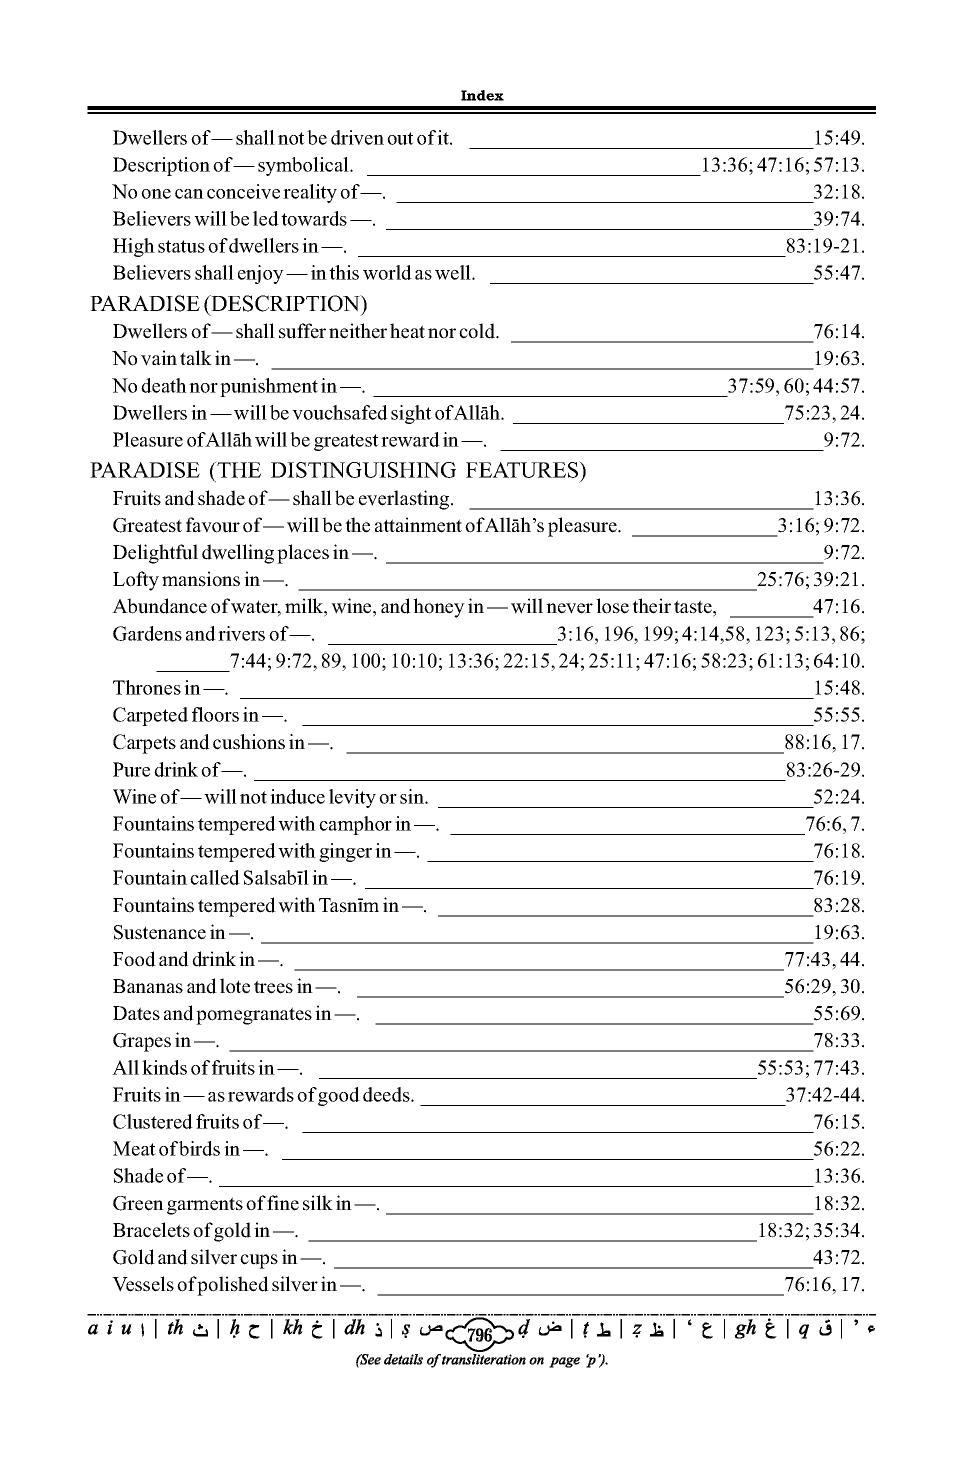 Index
Dwellers of — shall not be driven out of it. 15:49.
Description of — symbolical. 13:36; 47:16; 57:13.
No one can conceive reality of —. 32:18.
Believers will be led towards —. 39:74.
High status of dwellers in —. 83:19-21.
Believers shall enjoy — in this world as well. 55:47.
PARADISE (DESCRIPTION)
Dwellers of — shall suffer neither heat nor cold. 76:14.
No vain talk in —. 19:63.
No death nor punishment in —. 37:59, 60; 44:57.
Dwellers in — will be vouchsafed sight of Allāh. 75:23, 24.
Pleasure of Allāh will be greatest reward in —. 9:72.
PARADISE (THE DISTINGUISHING FEATURES)
Fruits and shade of — shall be everlasting. 13:36.
Greatest favour of — will be the attainment of Allāh's pleasure. 3:16; 9:72.
Delightful dwelling places in —. 9:72.
Lofty mansions in —. 25:76; 39:21.
Abundance of water, milk, wine, and honey in — will never lose their taste, 47:16.
Gardens and rivers of —. 3:16, 196, 199; 4:14,58, 123; 5:13, 86;
7:44; 9:72, 89, 100; 10:10; 13:36; 22:15, 24; 25:11; 47:16; 58:23; 61:13; 64:10.
Thrones in —. 15:48.
Carpeted floors in —. 55:55.
Carpets and cushions in —. 88:16, 17.
Pure drink of —. 83:26-29.
Wine of — will not induce levity or sin. 52:24.
Fountains tempered with camphor in —. 76:6, 7.
Fountains tempered with ginger in —. 76:18.
Fountain called Salsabīl in —. 76:19.
Fountains tempered with Tasnīm in —. 83:28.
Sustenance in —. 19:63.
Food and drink in —. 77:43, 44.
Bananas and lote trees in —. 56:29, 30.
Dates and pomegranates in —. 55:69.
Grapes in —. 78:33.
All kinds of fruits in —. 55:53; 77:43.
Fruits in — as rewards of good deeds. 37:42-44.
Clustered fruits of —. 76:15.
Meat of birds in —. 56:22.
Shade of —. 13:36.
Green garments of fine silk in —. 18:32.
Bracelets of gold in —. 18:32; 35:34.
Gold and silver cups in —. 43:72.
Vessels of polished silver in —. 76:16, 17.
a i u ا | th ث | ḥ ح | kh خ | dh ذ | ṣ ص 796 ḍ ض | ṭ ط | ẓ ظ | ‘ ع | gh غ | q ق | ’ ء
(See details of transliteration on page 'p').